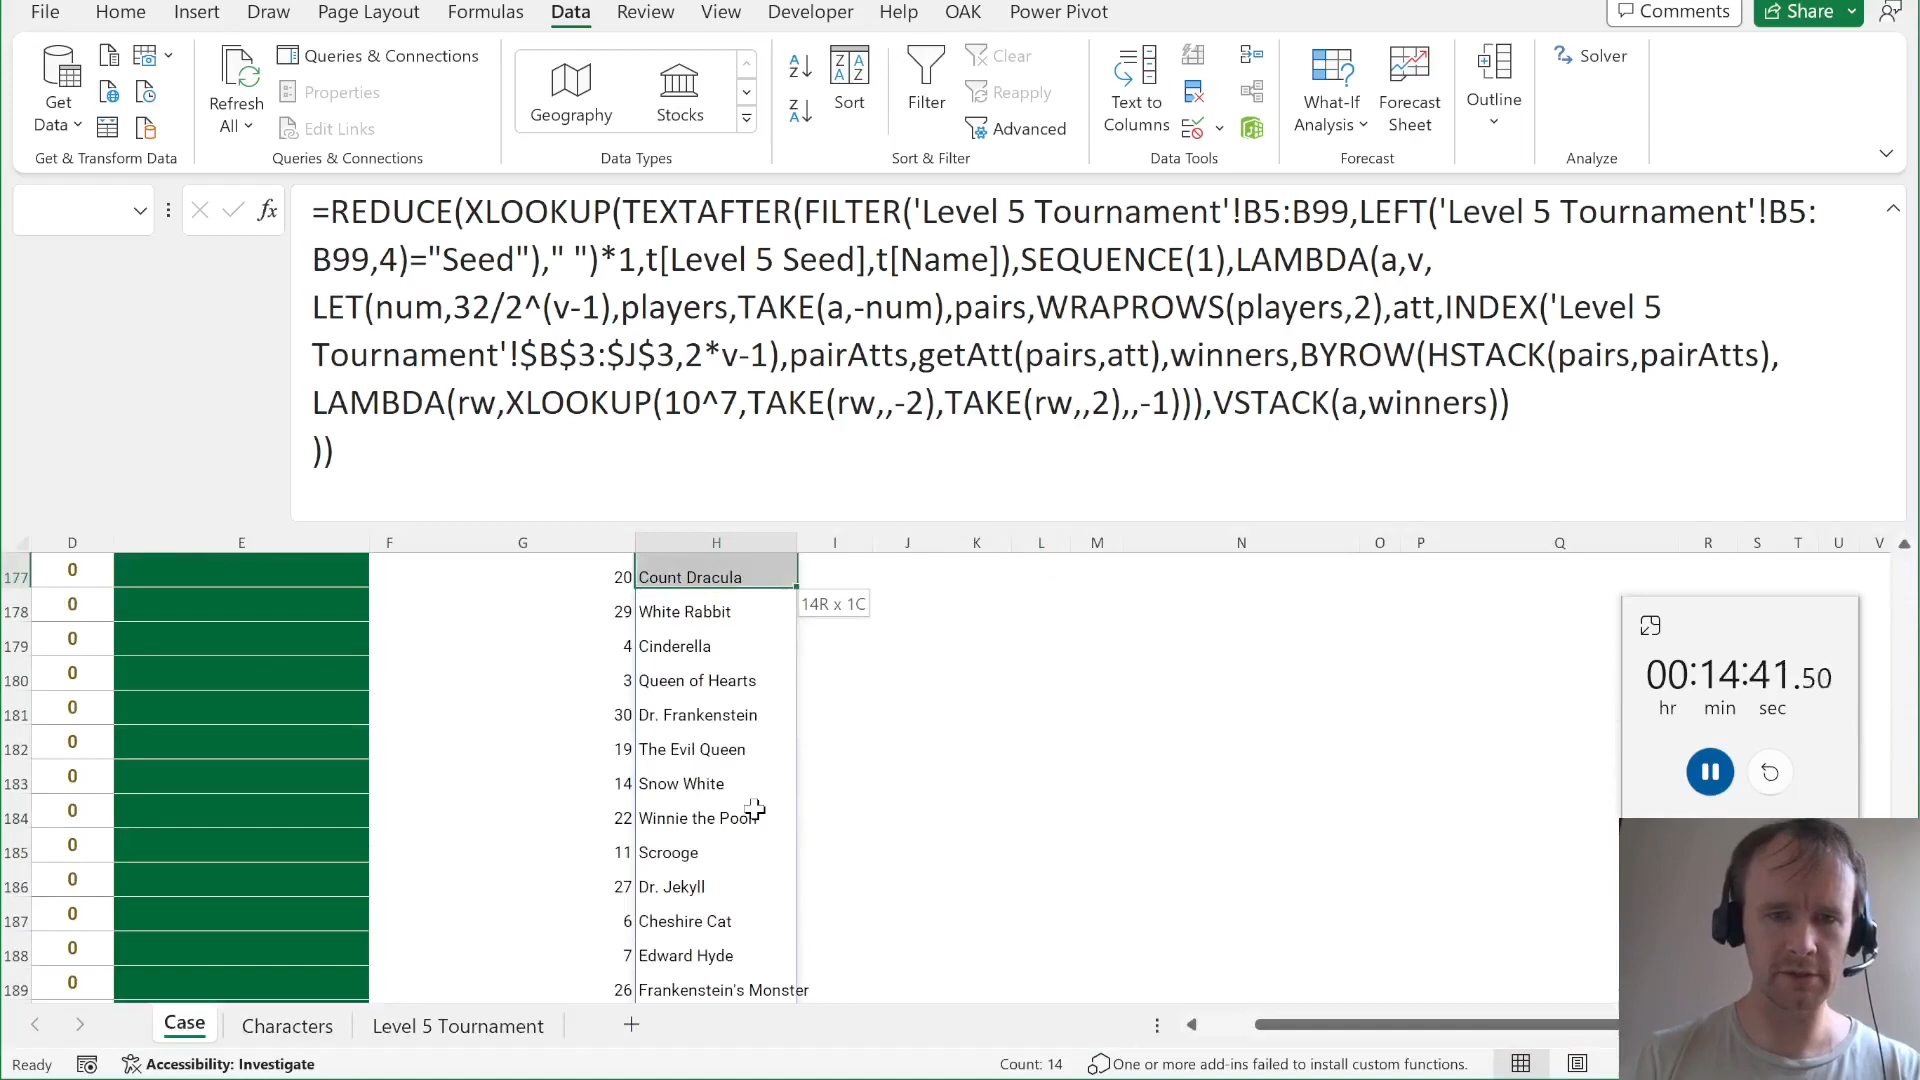 File Home Insert Draw Page Layout Formulas Data Review View Developer Help OAK Power Pivot Comments Share
Get Data
Refresh All
Queries & Connections
Properties
Edit Links
Geography
Stocks
Sort
Filter
Clear
Reapply
Advanced
Text to Columns
What-If Analysis
Forecast Sheet
Outline
Solver
Get & Transform Data Queries & Connections Data Types Sort & Filter Data Tools Forecast Analyze
fx
=REDUCE(XLOOKUP(TEXTAFTER(FILTER('Level 5 Tournament'!B5:B99,LEFT('Level 5 Tournament'!B5:
B99,4)="Seed")," ")*1,t[Level 5 Seed],t[Name]),SEQUENCE(1),LAMBDA(a,v,
LET(num,32/2^(v-1),players,TAKE(a,-num),pairs,WRAPROWS(players,2),att,INDEX('Level 5
Tournament'!$B$3:$J$3,2*v-1),pairAtts,getAtt(pairs,att),winners,BYROW(HSTACK(pairs,pairAtts),
LAMBDA(rw,XLOOKUP(10^7,TAKE(rw,,-2),TAKE(rw,,2),,-1))),VSTACK(a,winners))
))
D E F G H I J K L M N O P Q R S T U V
177 0 20 Count Dracula
14R x 1C
178 0 29 White Rabbit
179 0 4 Cinderella
180 0 3 Queen of Hearts
181 0 30 Dr. Frankenstein
182 0 19 The Evil Queen
183 0 14 Snow White
184 0 22 Winnie the Pooh
185 0 11 Scrooge
186 0 27 Dr. Jekyll
187 0 6 Cheshire Cat
188 0 7 Edward Hyde
189 0 26 Frankenstein's Monster
00:14:41.50
hr min sec
Case Characters Level 5 Tournament
Ready Accessibility: Investigate Count: 14 One or more add-ins failed to install custom functions.